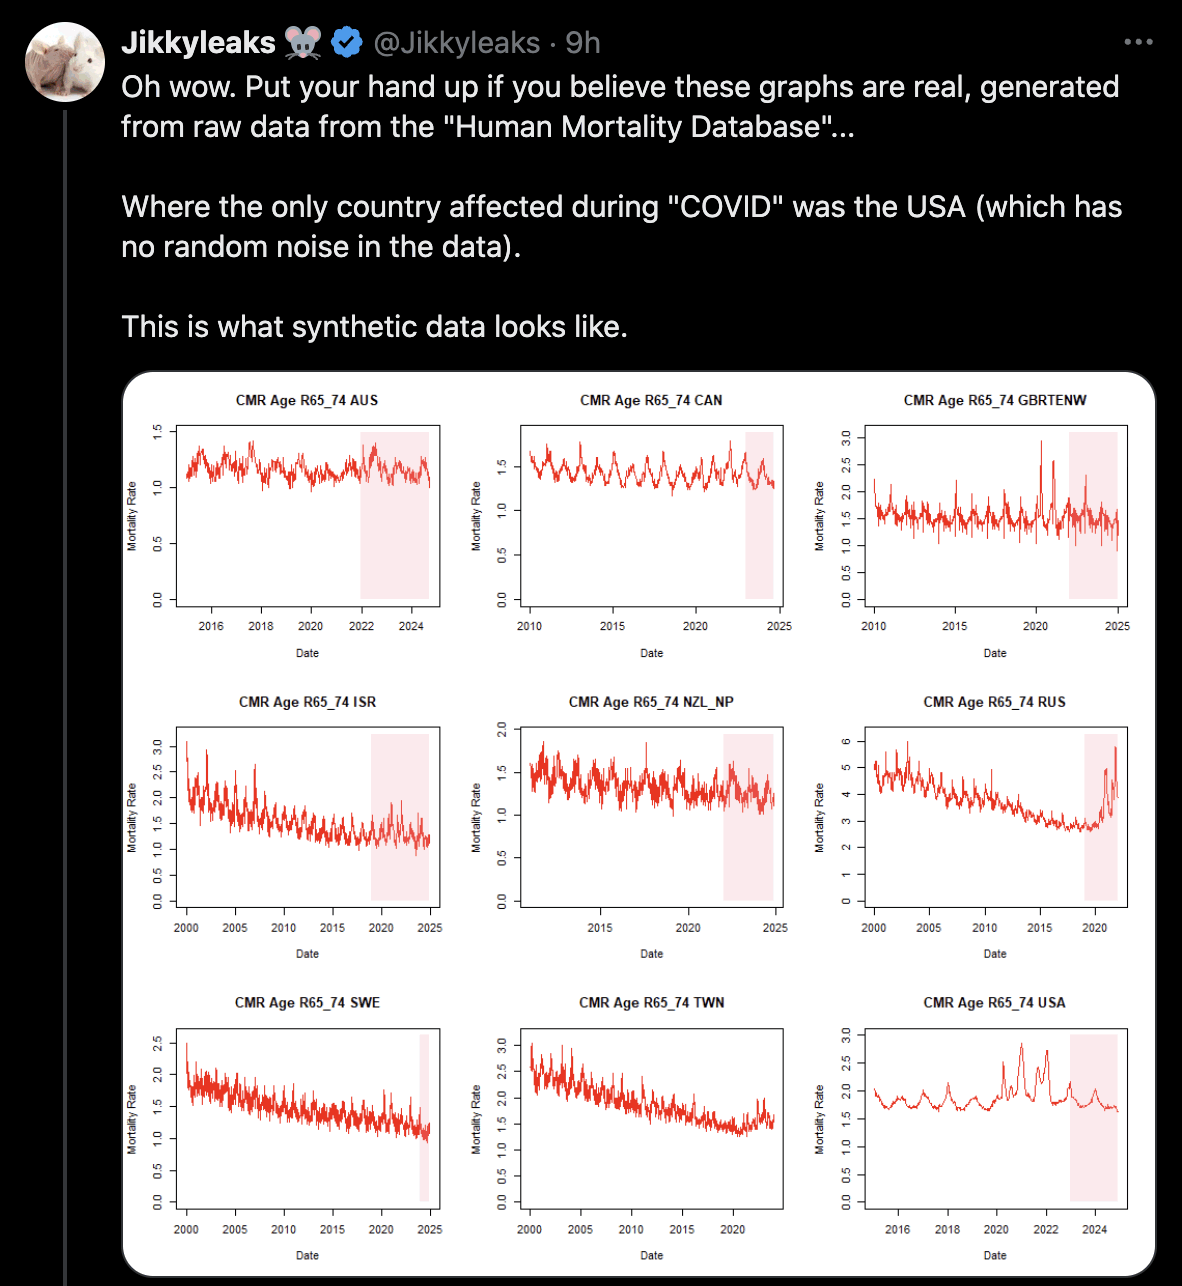 Jikkyleaks 🐭 @Jikkyleaks · 9h
Oh wow. Put your hand up if you believe these graphs are real, generated
from raw data from the "Human Mortality Database"...
Where the only country affected during "COVID" was the USA (which has
no random noise in the data).
This is what synthetic data looks like.
CMR Age R65_74 AUS
Mortality Rate
1.5
1.0
0.5
0.0
2016 2018 2020 2022 2024
Date
CMR Age R65_74 CAN
Mortality Rate
1.5
1.0
0.5
0.0
2010 2015 2020 2025
Date
CMR Age R65_74 GBRTENW
Mortality Rate
3.0
2.5
2.0
1.5
1.0
0.5
0.0
2010 2015 2020 2025
Date
CMR Age R65_74 ISR
Mortality Rate
3.0
2.5
2.0
1.5
1.0
0.5
0.0
2000 2005 2010 2015 2020 2025
Date
CMR Age R65_74 NZL_NP
Mortality Rate
2.0
1.5
1.0
0.5
0.0
2015 2020 2025
Date
CMR Age R65_74 RUS
Mortality Rate
6
5
4
3
2
1
0
2000 2005 2010 2015 2020
Date
CMR Age R65_74 SWE
Mortality Rate
2.5
2.0
1.5
1.0
0.5
0.0
2000 2005 2010 2015 2020 2025
Date
CMR Age R65_74 TWN
Mortality Rate
3.0
2.5
2.0
1.5
1.0
0.5
0.0
2000 2005 2010 2015 2020
Date
CMR Age R65_74 USA
Mortality Rate
3.0
2.5
2.0
1.5
1.0
0.5
0.0
2016 2018 2020 2022 2024
Date